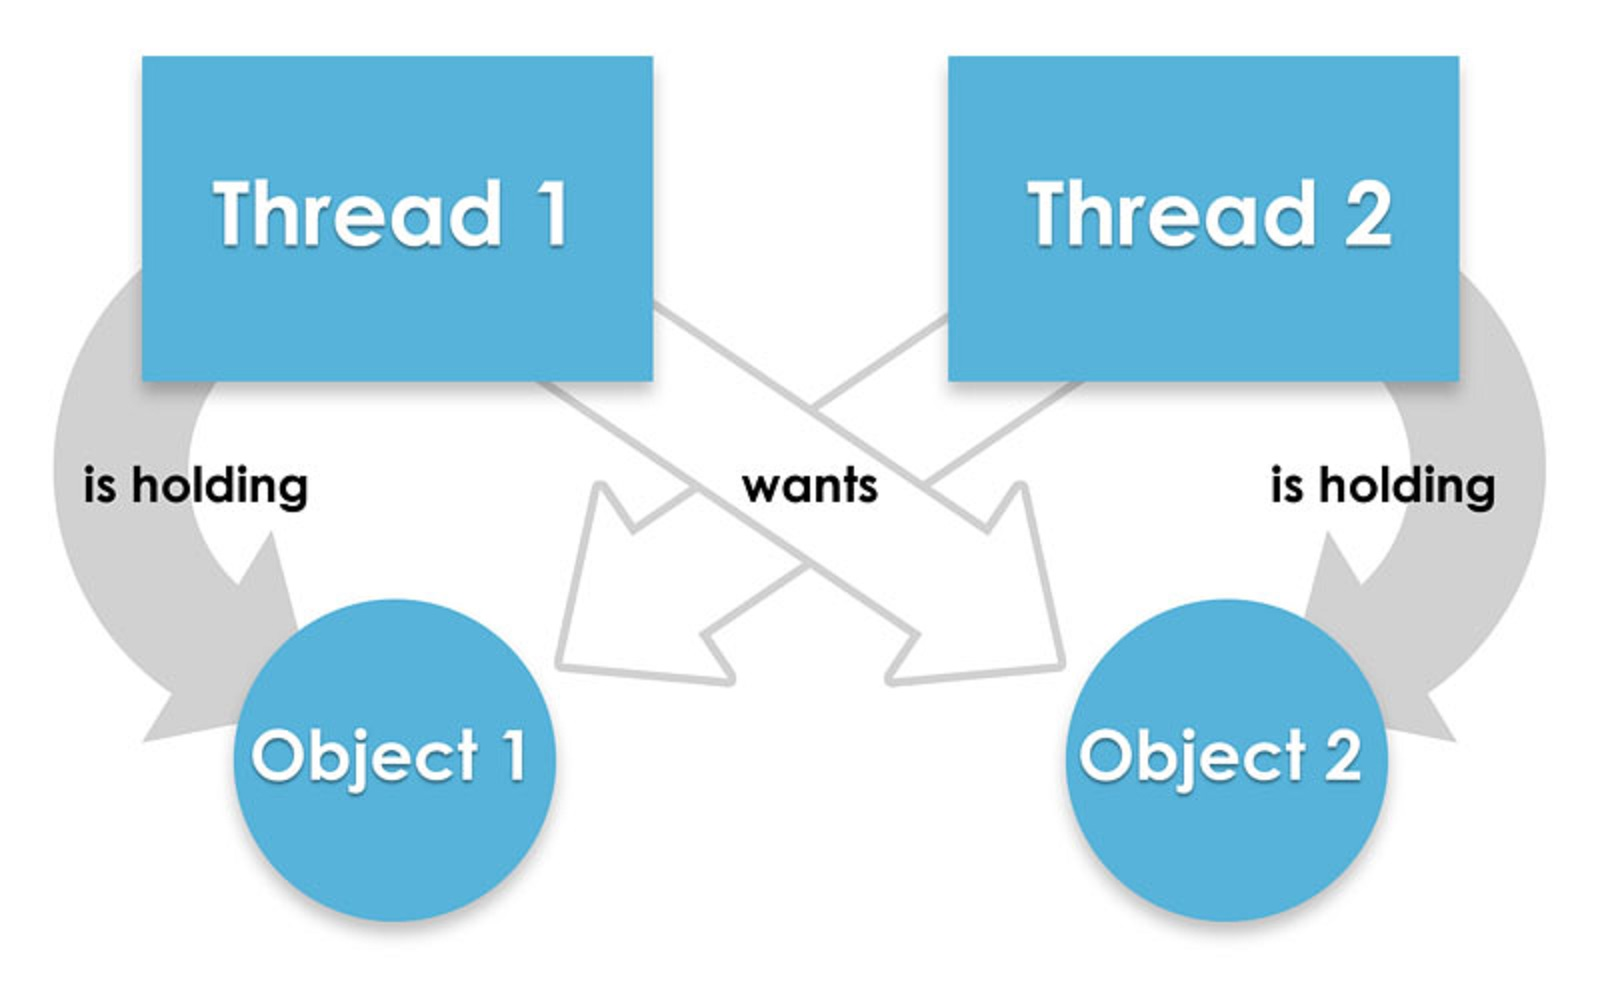 Thread 1
Thread 2
is holding
wants
is holding
Object 1
Object 2